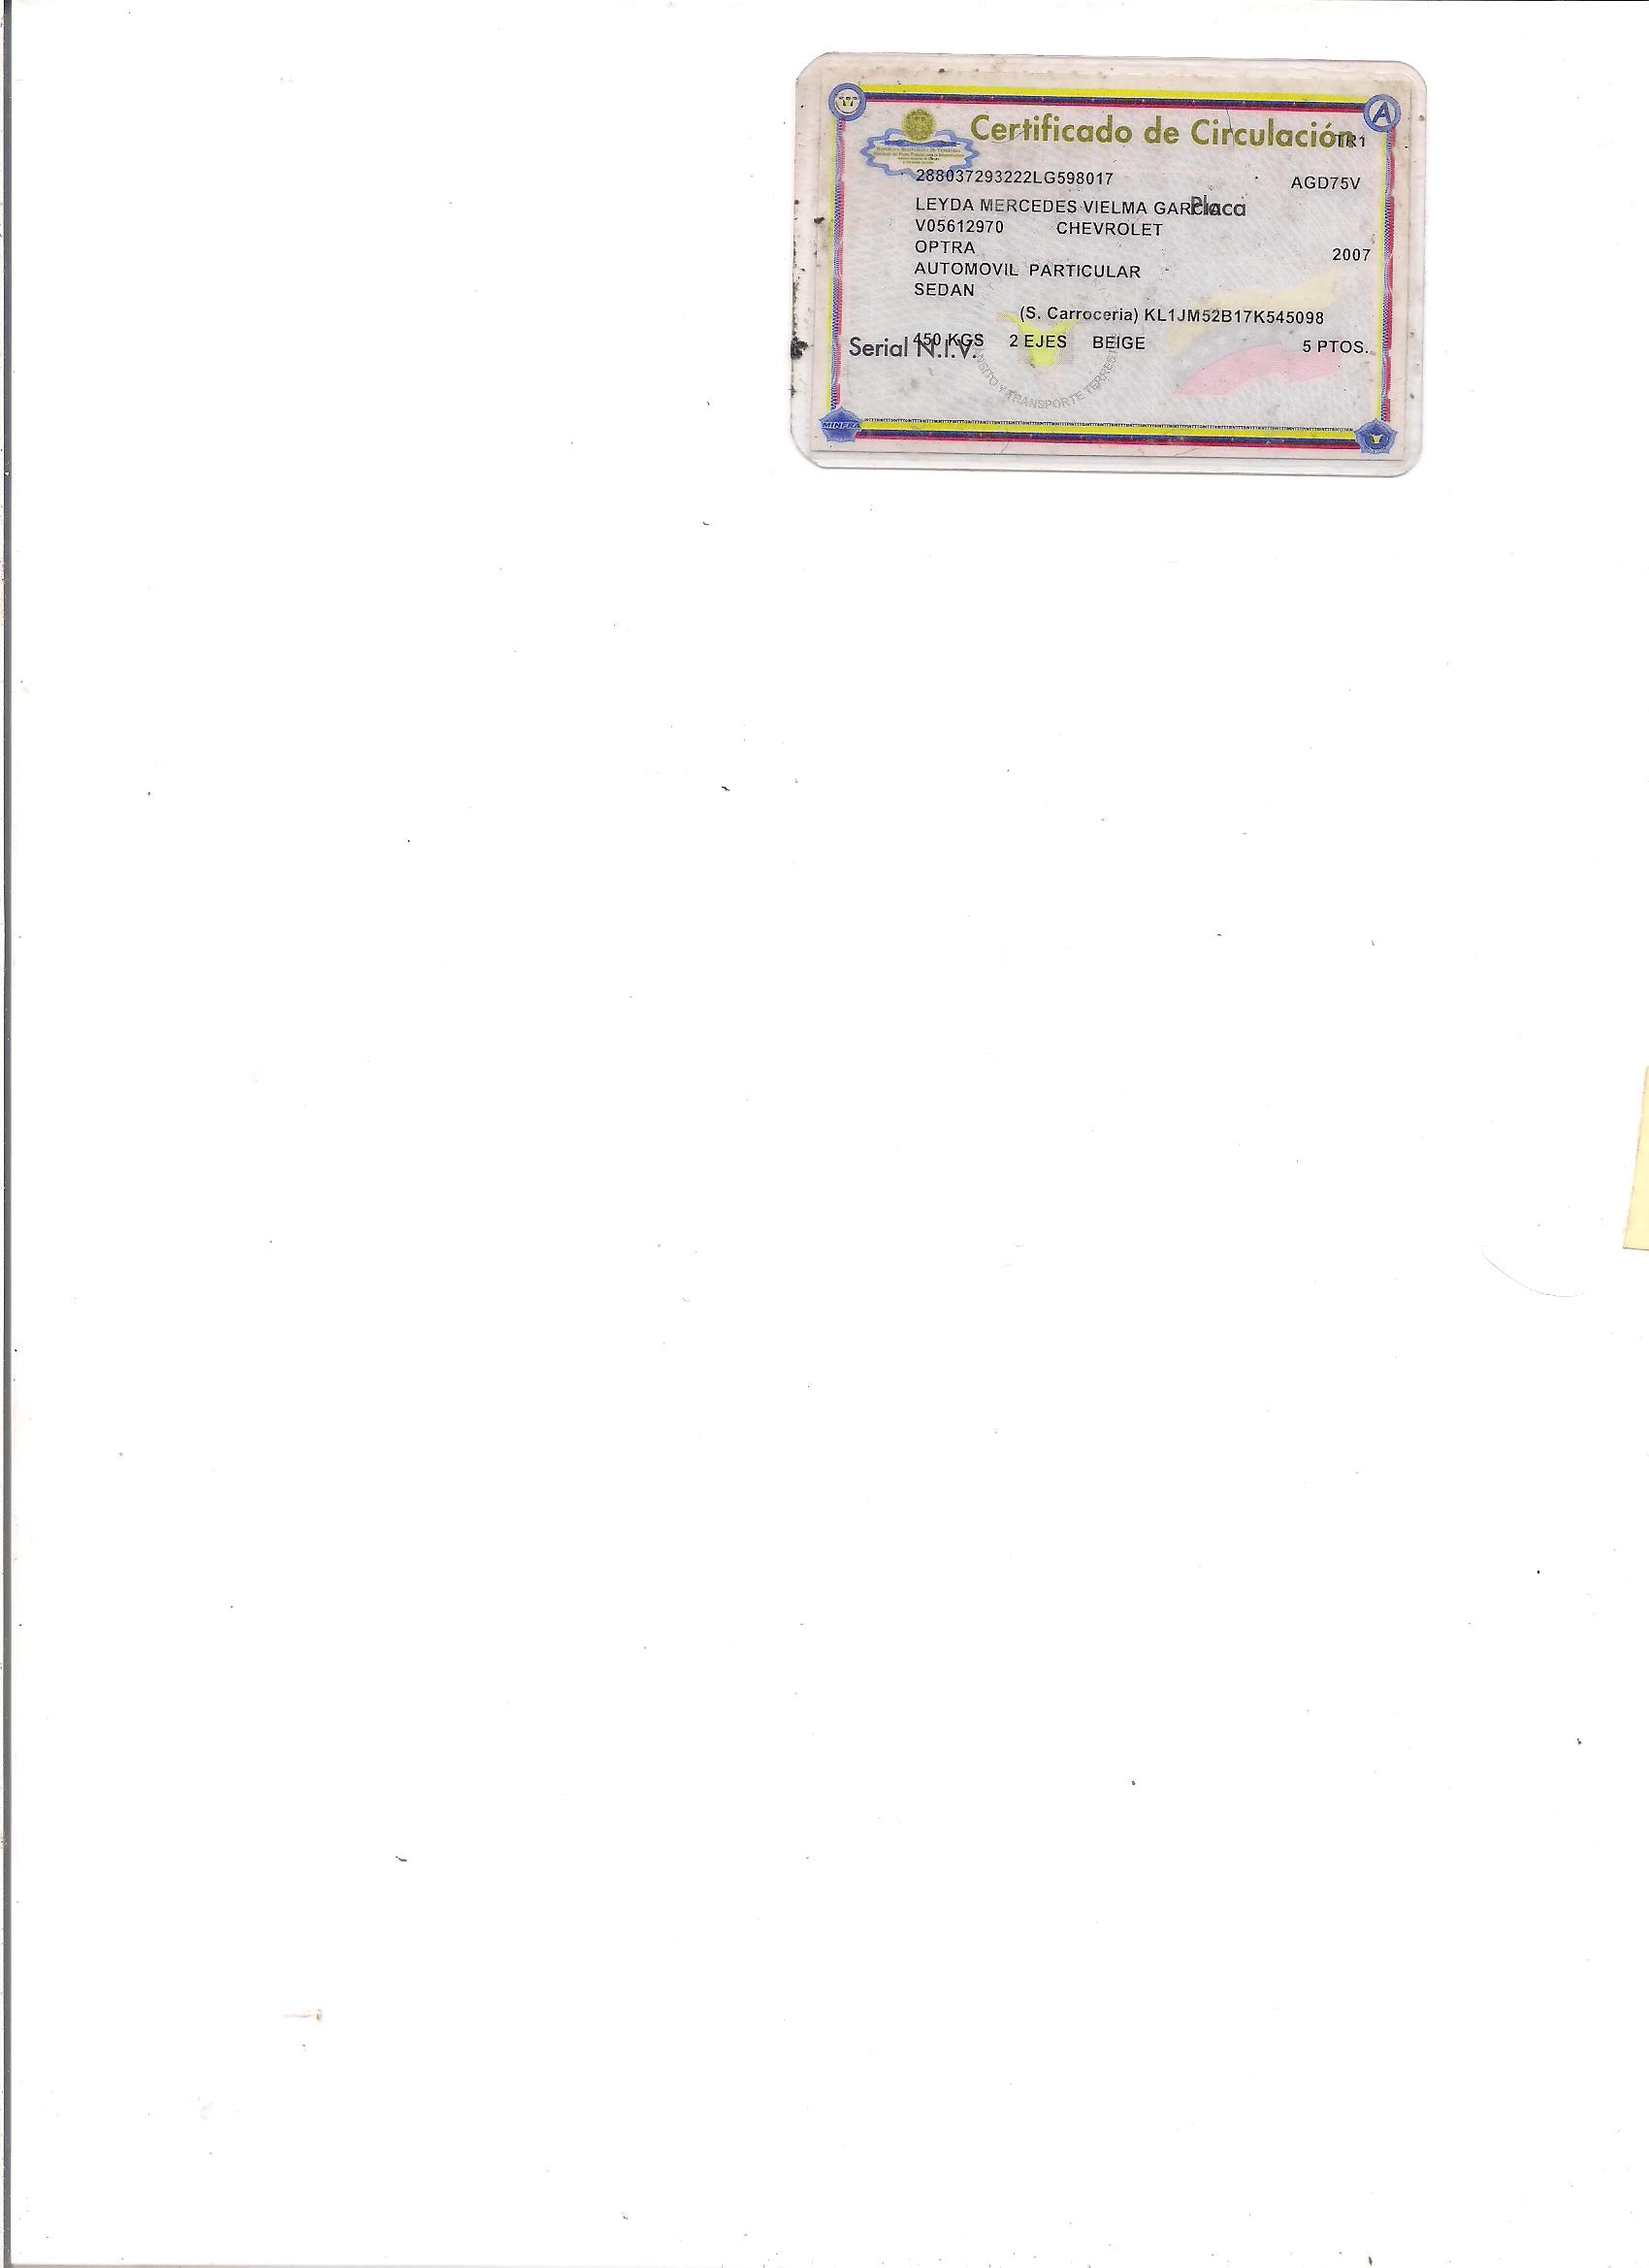 Certificado de Circulación TR1
288037293222LG598017 AGD75V
LEYDA MERCEDES VIELMA GARCIA Placa
V05612970 CHEVROLET
OPTRA 2007
AUTOMOVIL PARTICULAR
SEDAN
(S. Carroceria) KL1JM52B17K545098
Serial N.I.V. 450 KGS 2 EJES BEIGE 5 PTOS.
TRANSITO Y TRANSPORTE TERRESTRE
MINFRA
A